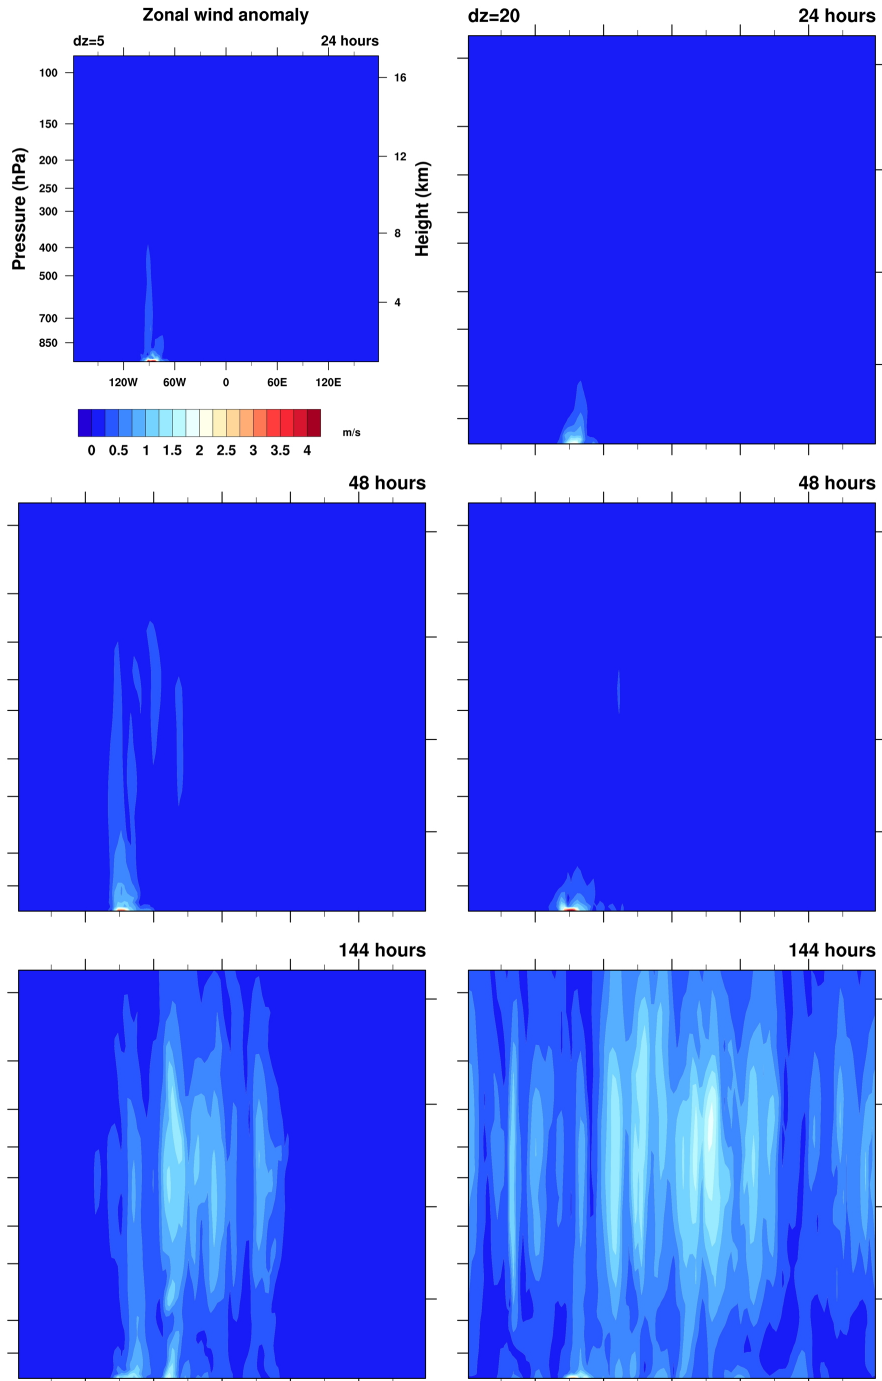 Zonal wind anomaly
dz=5 24 hours
dz=20 24 hours
Pressure (hPa)
100
150
200
250
300
400
500
700
850
16
12
8
4
Height (km)
120W 60W 0 60E 120E
0 0.5 1 1.5 2 2.5 3 3.5 4
m/s
48 hours
48 hours
144 hours
144 hours